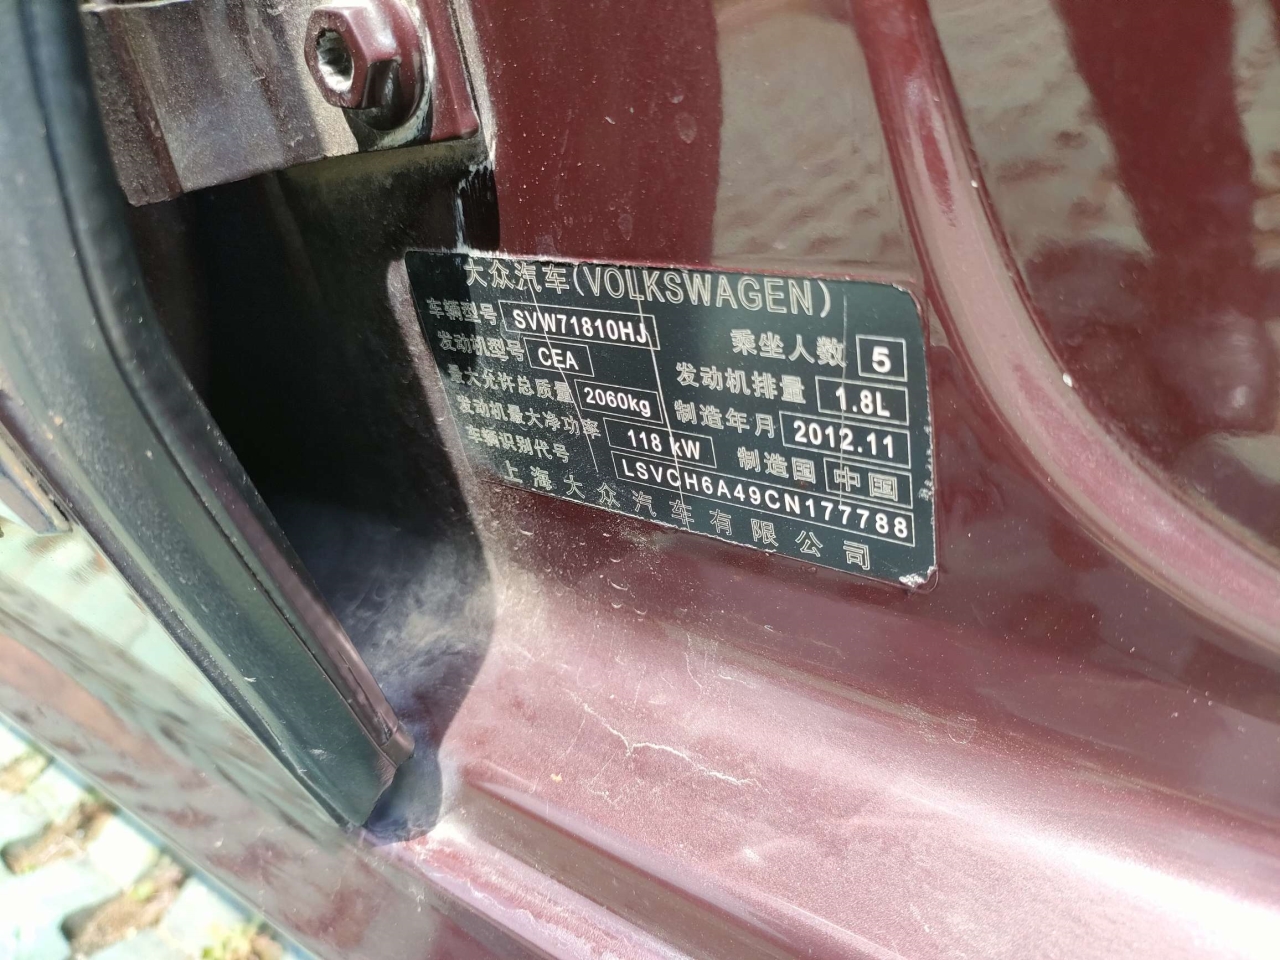 大众汽车(VOLKSWAGEN)
车辆型号 SVW71810HJ 乘坐人数 5
发动机型号 CEA 发动机排量 1.8L
最大允许总质量 2060kg 制造年月 2012.11
发动机最大净功率 118 kW 制造国 中国
车辆识别代号 LSVCH6A49CN177788
上海大众汽车有限公司